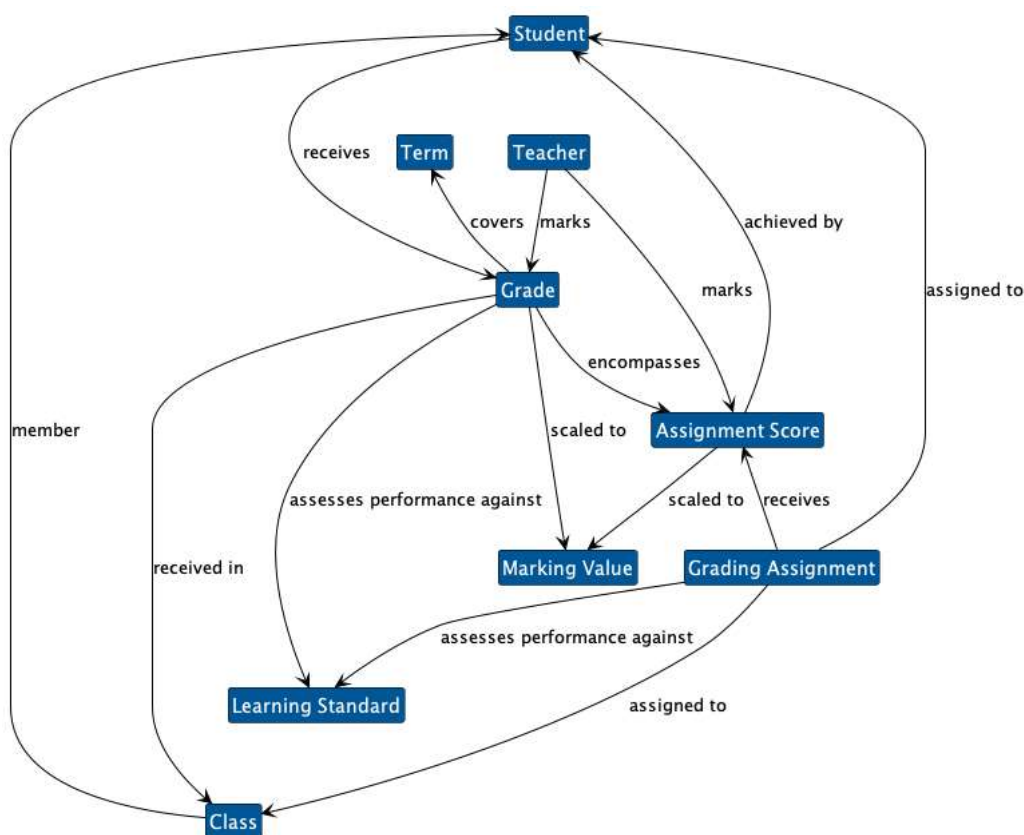 Student
receives
Term
Teacher
covers
marks
achieved by
Grade
marks
assigned to
encompasses
member
scaled to
Assignment Score
assesses performance against
scaled to
receives
received in
Marking Value
Grading Assignment
assesses performance against
Learning Standard
assigned to
Class